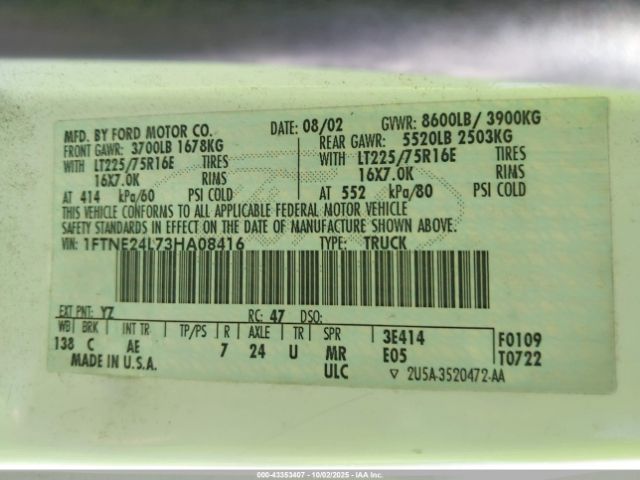 MFD. BY FORD MOTOR CO. DATE: 08/02 GVWR: 8600LB/ 3900KG
FRONT GAWR: 3700LB 1678KG REAR GAWR: 5520LB 2503KG
WITH LT225/75R16E TIRES WITH LT225/75R16E TIRES
16X7.0K RIMS 16X7.0K RIMS
AT 414 kPa/60 PSI COLD AT 552 kPa/80 PSI COLD
THIS VEHICLE CONFORMS TO ALL APPLICABLE FEDERAL MOTOR VEHICLE
SAFETY STANDARDS IN EFFECT ON THE DATE OF MANUFACTURE SHOWN ABOVE.
VIN: 1FTNE24L73HA08416 TYPE: TRUCK
EXT PNT: YZ RC: 47 DSO:
WB BRK INT TR TP/PS R AXLE TR SPR 3E414 F0109
138 C AE 7 24 U MR E05 T0722
MADE IN U.S.A. ULC ▽ 2U5A-3520472-AA
000-43353407 - 10/02/2025 - IAA Inc.